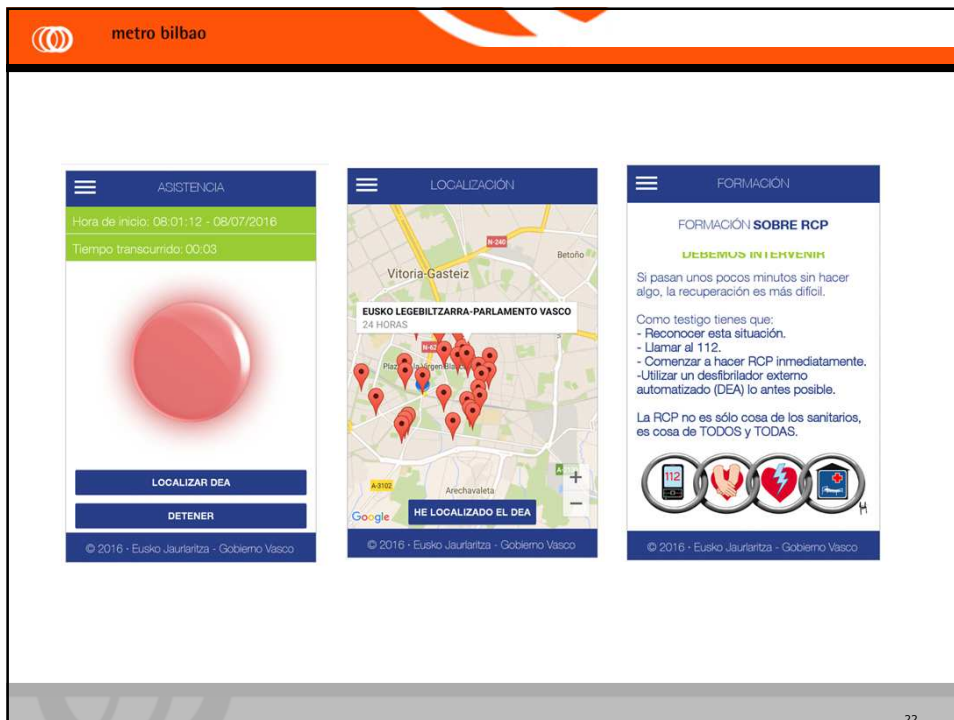 metro bilbao
ASISTENCIA
Hora de inicio: 08:01:12 - 08/07/2016
Tiempo transcurrido: 00:03
LOCALIZAR DEA
DETENER
© 2016 - Eusko Jaurlaritza - Gobierno Vasco
LOCALIZACIÓN
N-240
Betoño
Vitoria-Gasteiz
EUSKO LEGEBILTZARRA-PARLAMENTO VASCO
24 HORAS
N-62
A-3102
Arechavaleta
+
−
Google
HE LOCALIZADO EL DEA
© 2016 - Eusko Jaurlaritza - Gobierno Vasco
FORMACIÓN
FORMACIÓN SOBRE RCP
DEBEMOS INTERVENIR
Si pasan unos pocos minutos sin hacer
algo, la recuperación es más difícil.
Como testigo tienes que:
- Reconocer esta situación.
- Llamar al 112.
- Comenzar a hacer RCP inmediatamente.
-Utilizar un desfibrilador externo
automatizado (DEA) lo antes posible.
La RCP no es sólo cosa de los sanitarios,
es cosa de TODOS y TODAS.
112
© 2016 - Eusko Jaurlaritza - Gobierno Vasco
22